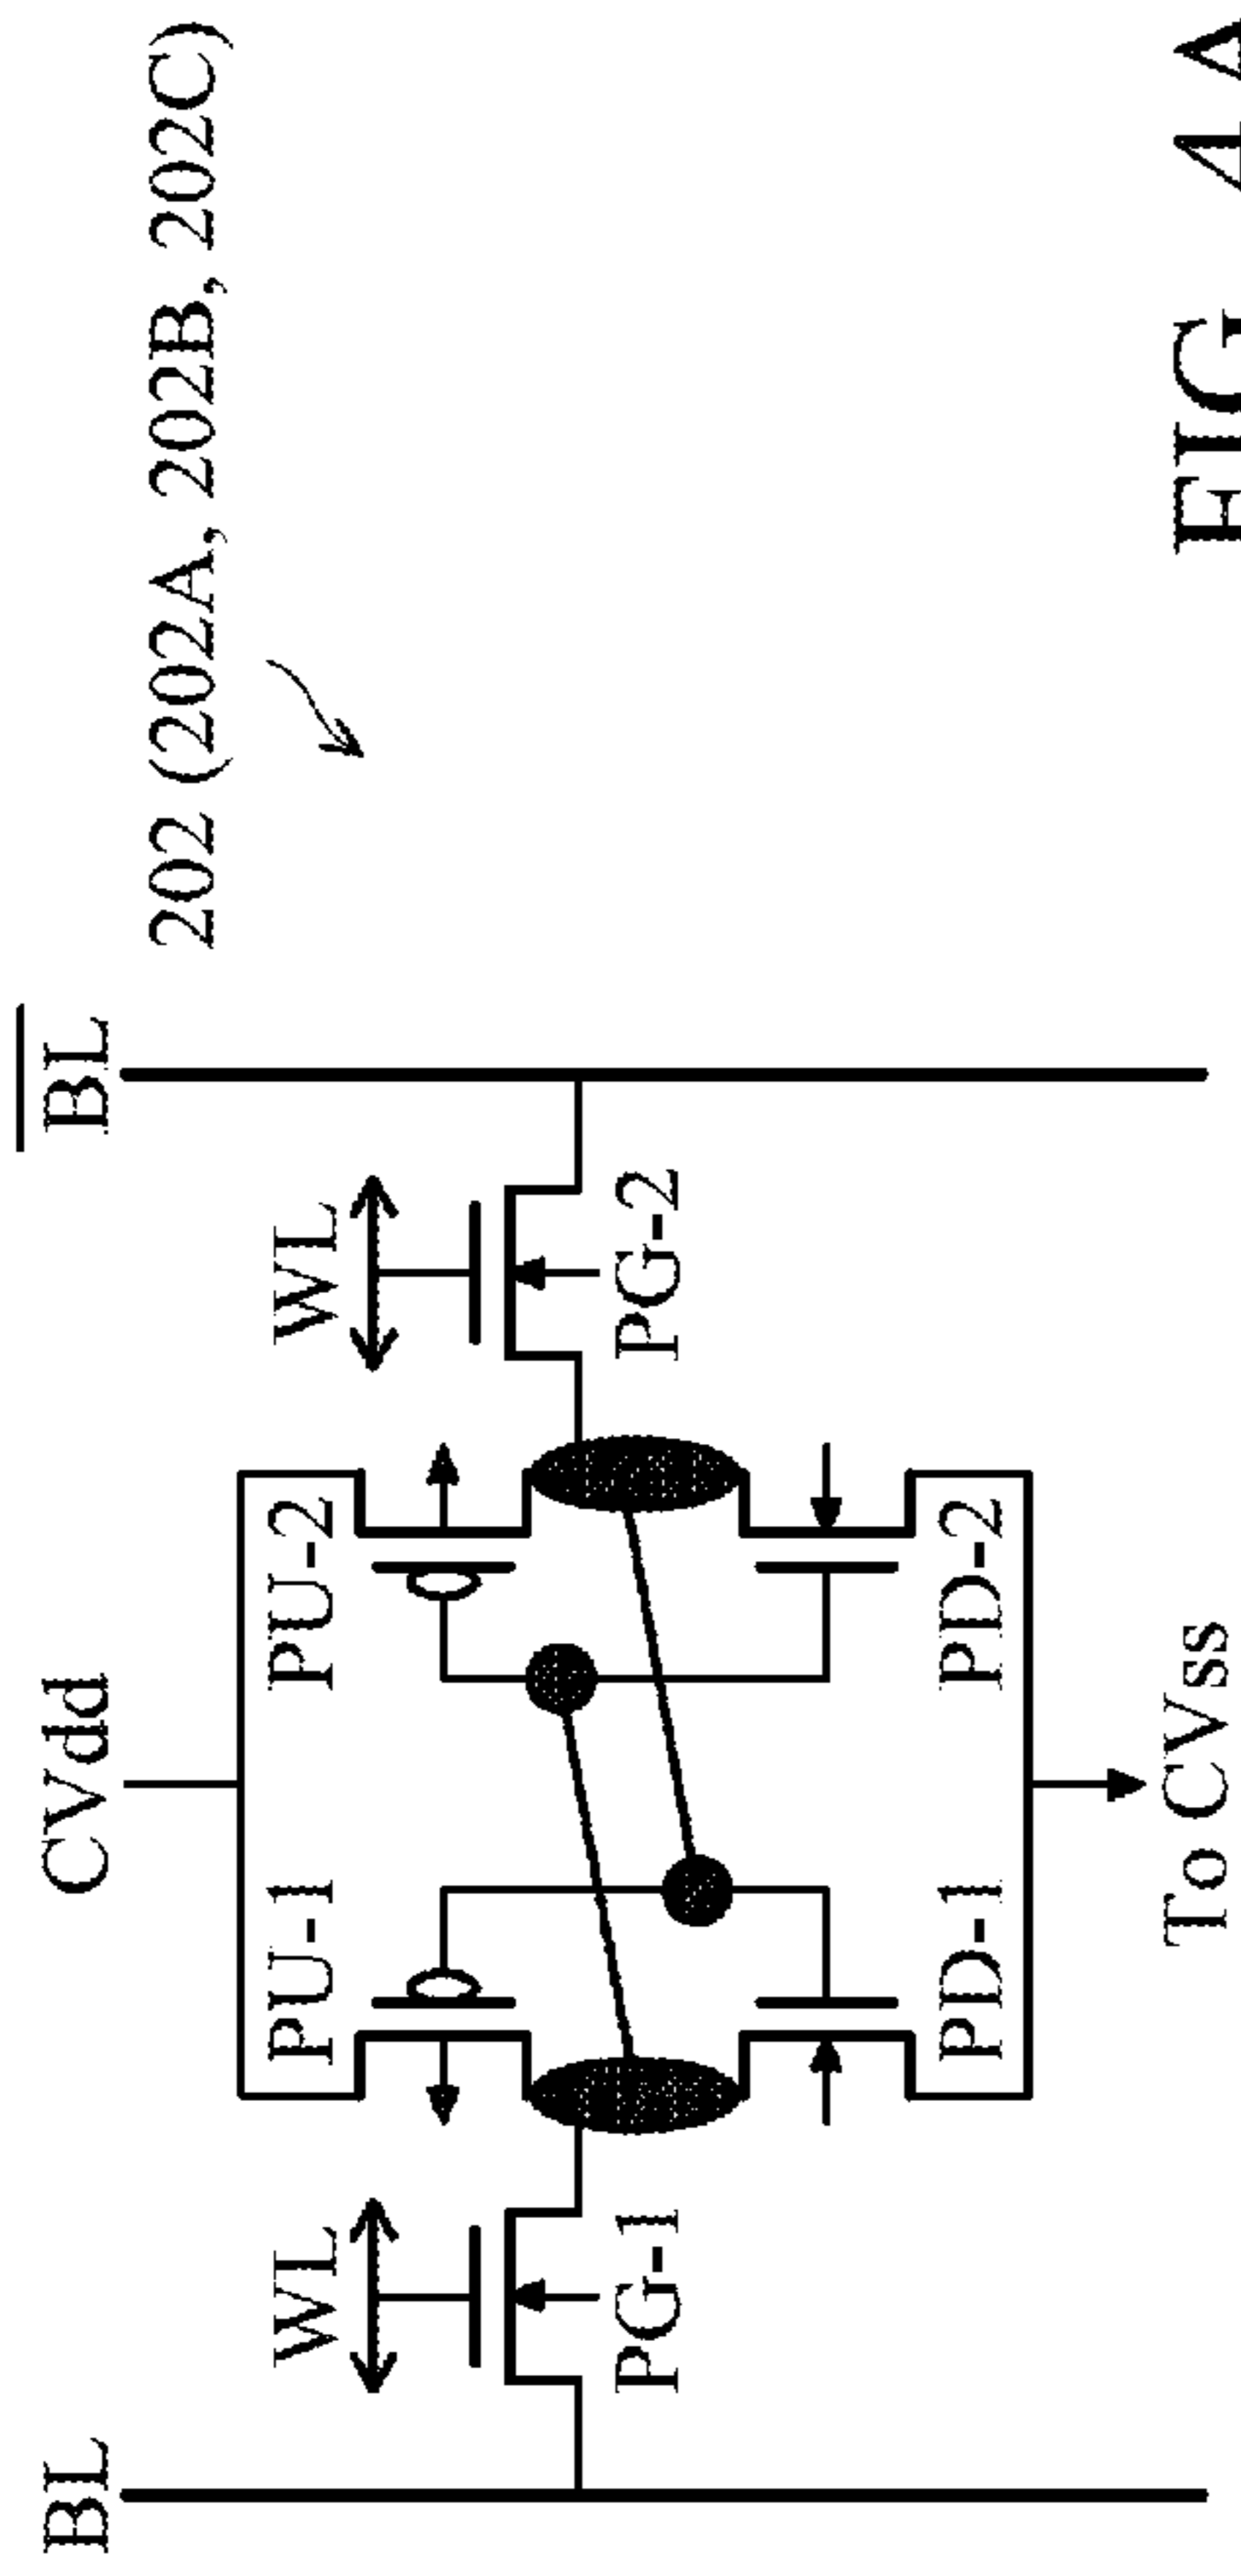 202 (202A, 202B, 202C)
BL
CVdd
B̅L̅
WL
PU-1
PU-2
WL
PG-1
PG-2
PD-1
PD-2
To CVss
FIG. 4A